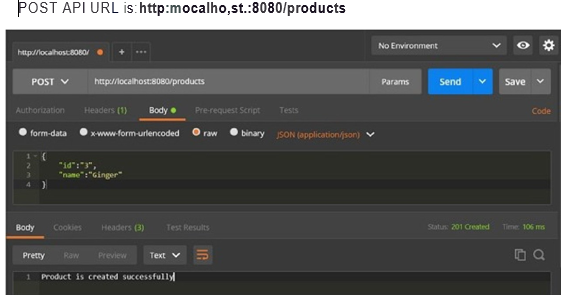 POST API URL is: http:mocalho,st.:8080/products
http://localhost:8080/ + ••• No Environment
POST http://localhost:8080/products Params Send Save
Authorization Headers (1) Body Pre-request Script Tests Code
form-data x-www-form-urlencoded raw binary JSON (application/json)
1 {
2 "id":"3",
3 "name":"Ginger"
4 }
Body Cookies Headers (3) Test Results Status: 201 Created Time: 106 ms
Pretty Raw Preview Text
1 Product is created successfully